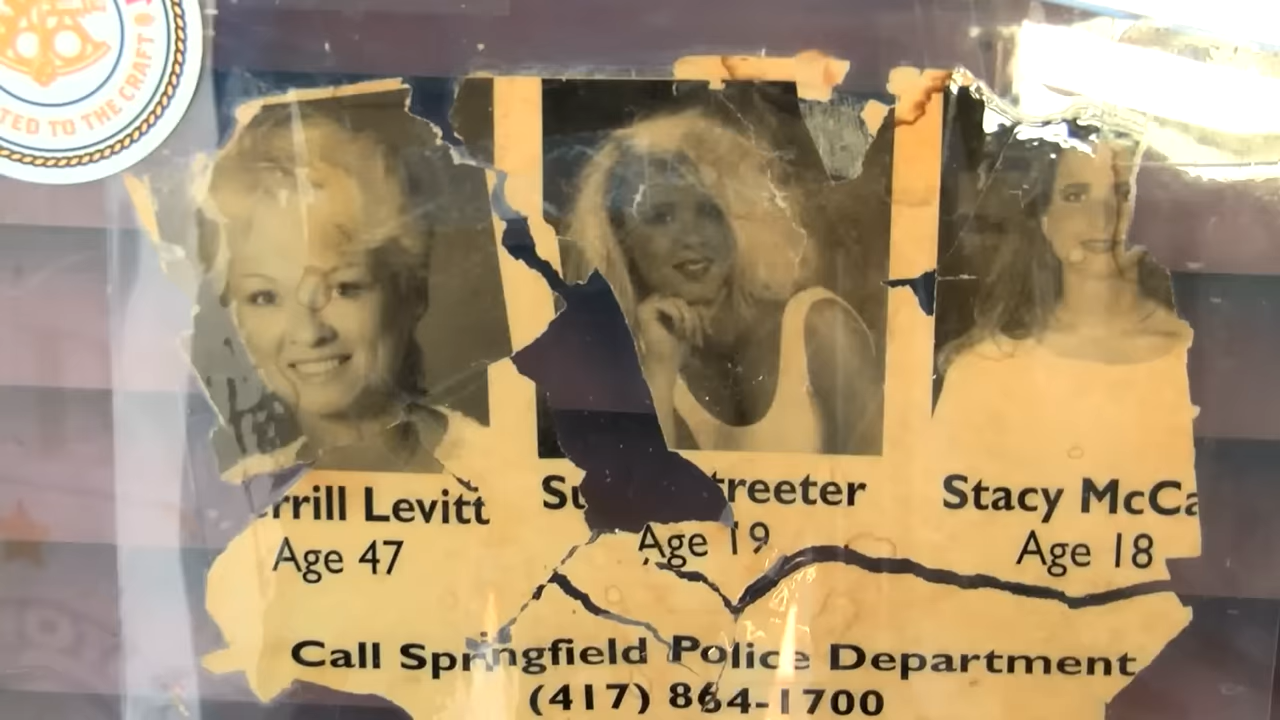 TED TO THE CRAFT
rrill Levitt
Age 47
Su treeter
Age 19
Stacy McCa
Age 18
Call Springfield Police Department
(417) 864-1700